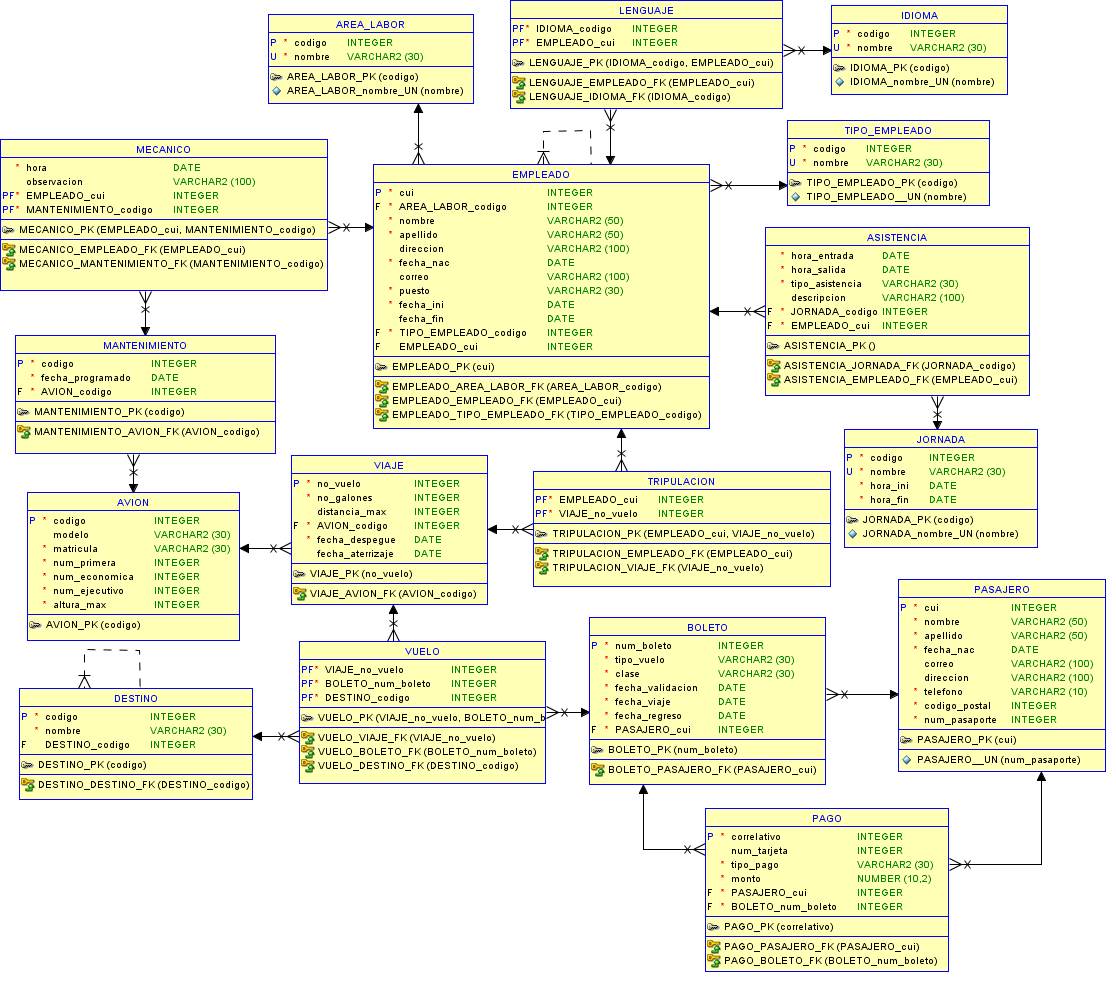 AREA_LABOR
P * codigo INTEGER
U * nombre VARCHAR2 (30)
AREA_LABOR_PK (codigo)
AREA_LABOR_nombre_UN (nombre)
LENGUAJE
PF* IDIOMA_codigo INTEGER
PF* EMPLEADO_cui INTEGER
LENGUAJE_PK (IDIOMA_codigo, EMPLEADO_cui)
LENGUAJE_EMPLEADO_FK (EMPLEADO_cui)
LENGUAJE_IDIOMA_FK (IDIOMA_codigo)
IDIOMA
P * codigo INTEGER
U * nombre VARCHAR2 (30)
IDIOMA_PK (codigo)
IDIOMA_nombre_UN (nombre)
TIPO_EMPLEADO
P * codigo INTEGER
U * nombre VARCHAR2 (30)
TIPO_EMPLEADO_PK (codigo)
TIPO_EMPLEADO__UN (nombre)
MECANICO
* hora DATE
observacion VARCHAR2 (100)
PF* EMPLEADO_cui INTEGER
PF* MANTENIMIENTO_codigo INTEGER
MECANICO_PK (EMPLEADO_cui, MANTENIMIENTO_codigo)
MECANICO_EMPLEADO_FK (EMPLEADO_cui)
MECANICO_MANTENIMIENTO_FK (MANTENIMIENTO_codigo)
EMPLEADO
P * cui INTEGER
F * AREA_LABOR_codigo INTEGER
* nombre VARCHAR2 (50)
* apellido VARCHAR2 (50)
direccion VARCHAR2 (100)
* fecha_nac DATE
correo VARCHAR2 (100)
* puesto VARCHAR2 (30)
* fecha_ini DATE
fecha_fin DATE
F * TIPO_EMPLEADO_codigo INTEGER
F EMPLEADO_cui INTEGER
EMPLEADO_PK (cui)
EMPLEADO_AREA_LABOR_FK (AREA_LABOR_codigo)
EMPLEADO_EMPLEADO_FK (EMPLEADO_cui)
EMPLEADO_TIPO_EMPLEADO_FK (TIPO_EMPLEADO_codigo)
ASISTENCIA
* hora_entrada DATE
* hora_salida DATE
* tipo_asistencia VARCHAR2 (30)
descripcion VARCHAR2 (100)
F * JORNADA_codigo INTEGER
F * EMPLEADO_cui INTEGER
ASISTENCIA_PK ()
ASISTENCIA_JORNADA_FK (JORNADA_codigo)
ASISTENCIA_EMPLEADO_FK (EMPLEADO_cui)
MANTENIMIENTO
P * codigo INTEGER
* fecha_programado DATE
F * AVION_codigo INTEGER
MANTENIMIENTO_PK (codigo)
MANTENIMIENTO_AVION_FK (AVION_codigo)
JORNADA
P * codigo INTEGER
U * nombre VARCHAR2 (30)
* hora_ini DATE
* hora_fin DATE
JORNADA_PK (codigo)
JORNADA_nombre_UN (nombre)
AVION
P * codigo INTEGER
modelo VARCHAR2 (30)
* matricula VARCHAR2 (30)
* num_primera INTEGER
* num_economica INTEGER
* num_ejecutivo INTEGER
* altura_max INTEGER
AVION_PK (codigo)
VIAJE
P * no_vuelo INTEGER
* no_galones INTEGER
distancia_max INTEGER
F * AVION_codigo INTEGER
* fecha_despegue DATE
fecha_aterrizaje DATE
VIAJE_PK (no_vuelo)
VIAJE_AVION_FK (AVION_codigo)
TRIPULACION
PF* EMPLEADO_cui INTEGER
PF* VIAJE_no_vuelo INTEGER
TRIPULACION_PK (EMPLEADO_cui, VIAJE_no_vuelo)
TRIPULACION_EMPLEADO_FK (EMPLEADO_cui)
TRIPULACION_VIAJE_FK (VIAJE_no_vuelo)
PASAJERO
P * cui INTEGER
* nombre VARCHAR2 (50)
* apellido VARCHAR2 (50)
* fecha_nac DATE
correo VARCHAR2 (100)
direccion VARCHAR2 (100)
* telefono VARCHAR2 (10)
* codigo_postal INTEGER
* num_pasaporte INTEGER
PASAJERO_PK (cui)
PASAJERO__UN (num_pasaporte)
DESTINO
P * codigo INTEGER
* nombre VARCHAR2 (30)
F DESTINO_codigo INTEGER
DESTINO_PK (codigo)
DESTINO_DESTINO_FK (DESTINO_codigo)
VUELO
PF* VIAJE_no_vuelo INTEGER
PF* BOLETO_num_boleto INTEGER
PF* DESTINO_codigo INTEGER
VUELO_PK (VIAJE_no_vuelo, BOLETO_num_b
VUELO_VIAJE_FK (VIAJE_no_vuelo)
VUELO_BOLETO_FK (BOLETO_num_boleto)
VUELO_DESTINO_FK (DESTINO_codigo)
BOLETO
P * num_boleto INTEGER
* tipo_vuelo VARCHAR2 (30)
* clase VARCHAR2 (30)
* fecha_validacion DATE
* fecha_viaje DATE
* fecha_regreso DATE
F * PASAJERO_cui INTEGER
BOLETO_PK (num_boleto)
BOLETO_PASAJERO_FK (PASAJERO_cui)
PAGO
P * correlativo INTEGER
num_tarjeta INTEGER
* tipo_pago VARCHAR2 (30)
* monto NUMBER (10,2)
F * PASAJERO_cui INTEGER
F * BOLETO_num_boleto INTEGER
PAGO_PK (correlativo)
PAGO_PASAJERO_FK (PASAJERO_cui)
PAGO_BOLETO_FK (BOLETO_num_boleto)